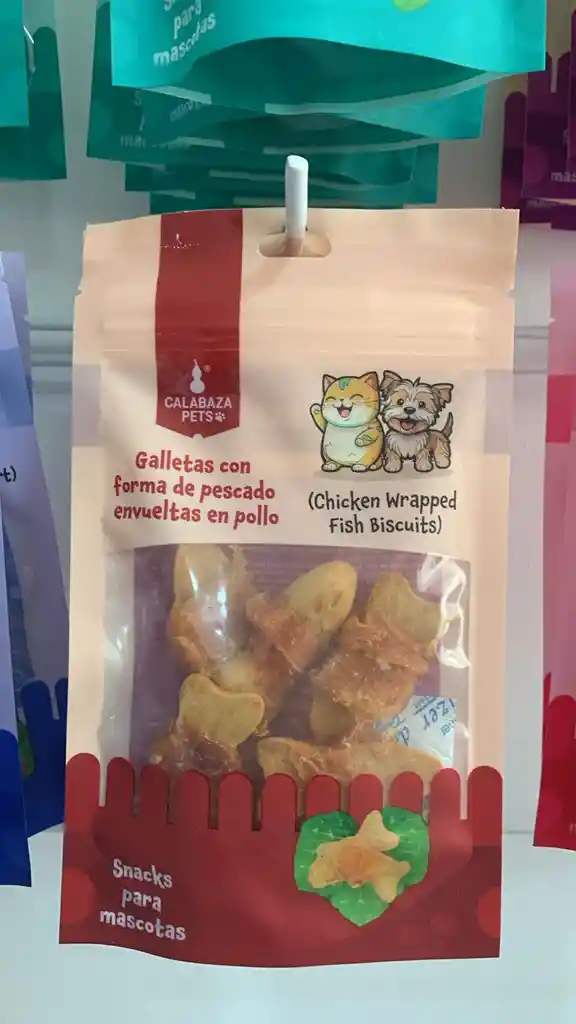 para
mascotas
CALABAZA
PETS
Galletas con
forma de pescado
envueltas en pollo
(Chicken Wrapped
Fish Biscuits)
Snacks
para
mascotas